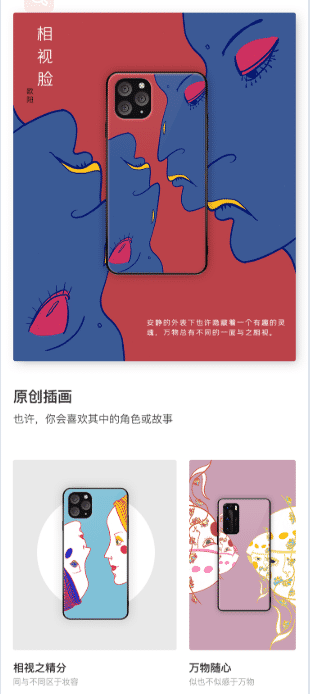 相视脸
欧阳
安静的外表下也许隐藏着一个有趣的灵
魂，万物总有不同的一面与之相视。
原创插画
也许，你会喜欢其中的角色或故事
相视之精分
同与不同区于妆容
万物随心
似也不似感于万物